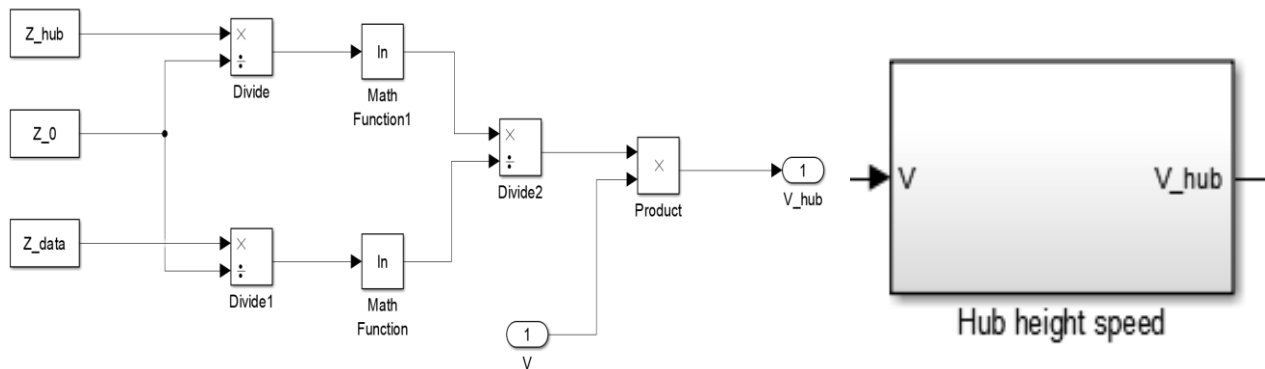 Z_hub
×
÷
Divide
ln
Math
Function1
Z_0
×
÷
Divide2
×
Product
1
V_hub
Z_data
×
÷
Divide1
ln
Math
Function
1
V
V
V_hub
Hub height speed